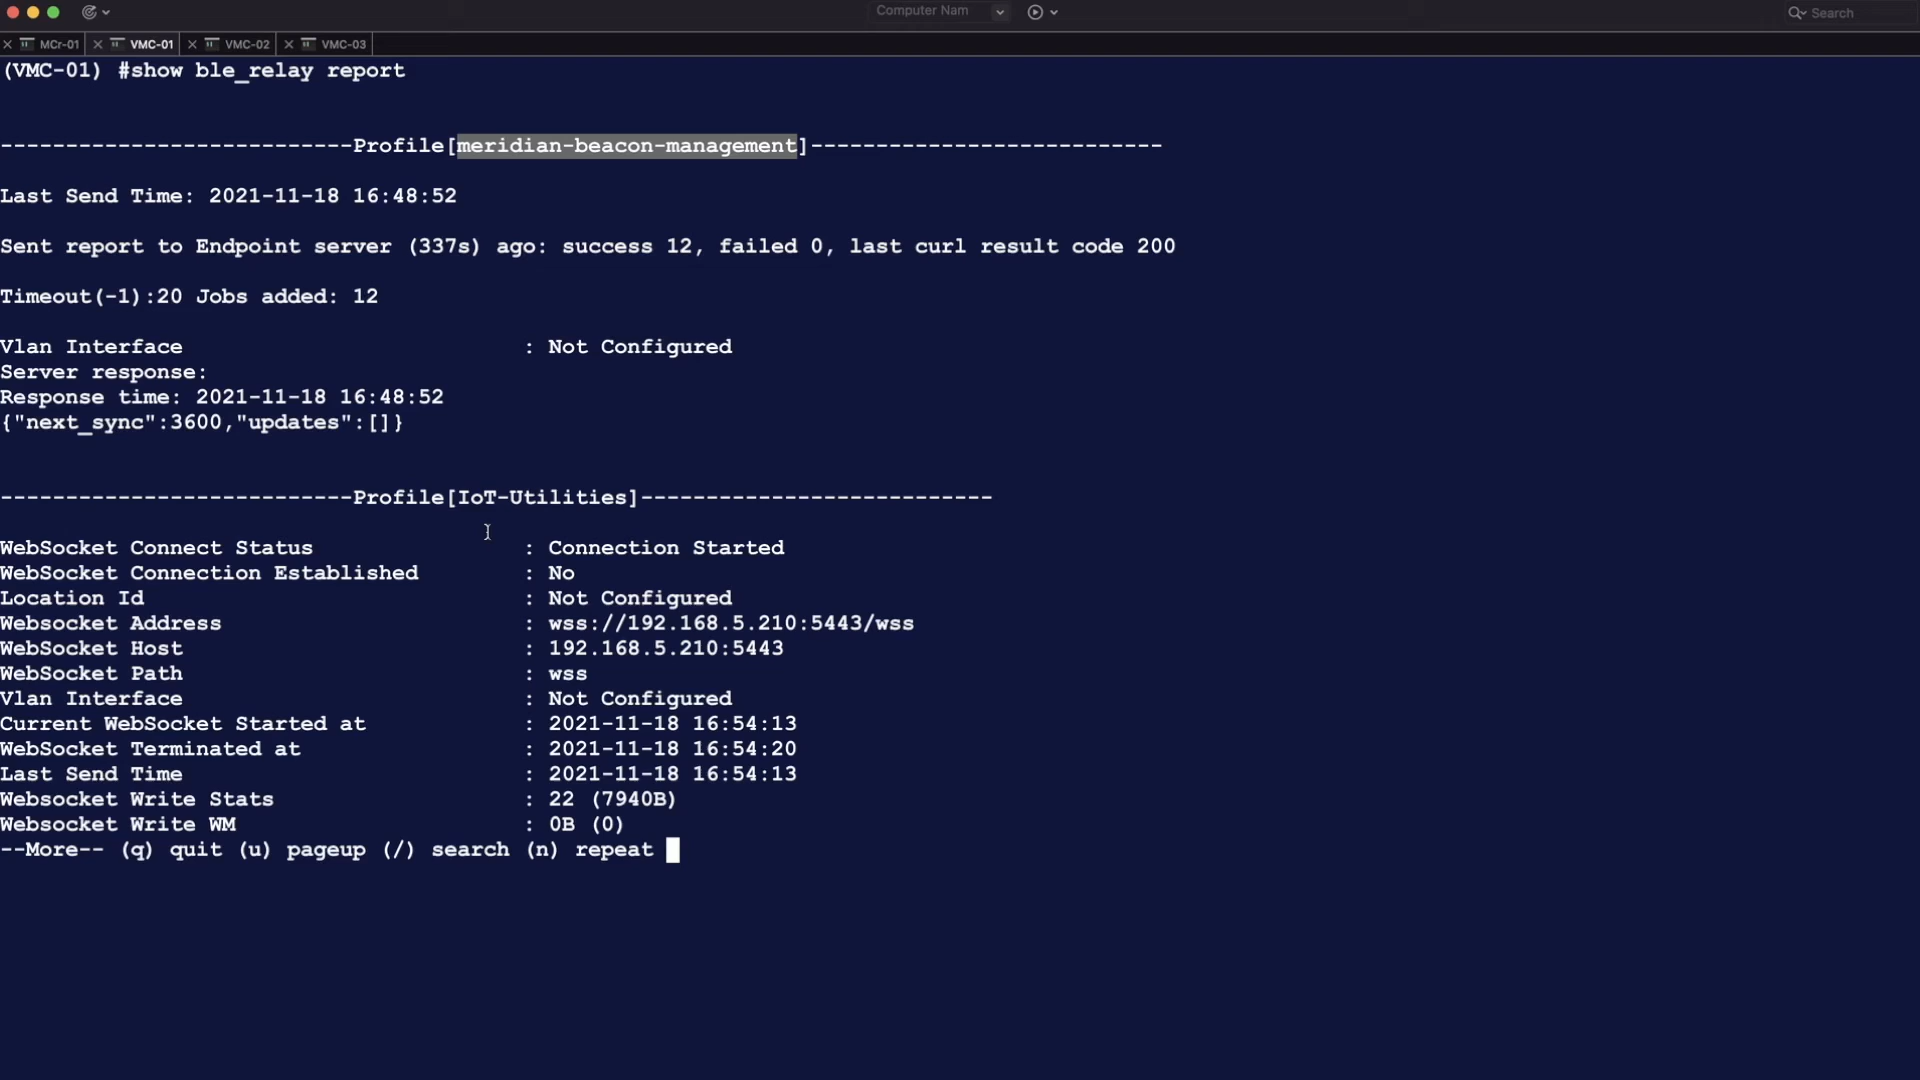 Computer Nam
Search
MCr-01
VMC-01
VMC-02
VMC-03
(VMC-01) #show ble_relay report
---------------------------Profile[meridian-beacon-management]---------------------------
Last Send Time: 2021-11-18 16:48:52
Sent report to Endpoint server (337s) ago: success 12, failed 0, last curl result code 200
Timeout(-1):20 Jobs added: 12
Vlan Interface : Not Configured
Server response:
Response time: 2021-11-18 16:48:52
{"next_sync":3600,"updates":[]}
---------------------------Profile[IoT-Utilities]---------------------------
WebSocket Connect Status : Connection Started
WebSocket Connection Established : No
Location Id : Not Configured
Websocket Address : wss://192.168.5.210:5443/wss
WebSocket Host : 192.168.5.210:5443
WebSocket Path : wss
Vlan Interface : Not Configured
Current WebSocket Started at : 2021-11-18 16:54:13
WebSocket Terminated at : 2021-11-18 16:54:20
Last Send Time : 2021-11-18 16:54:13
Websocket Write Stats : 22 (7940B)
Websocket Write WM : 0B (0)
--More-- (q) quit (u) pageup (/) search (n) repeat